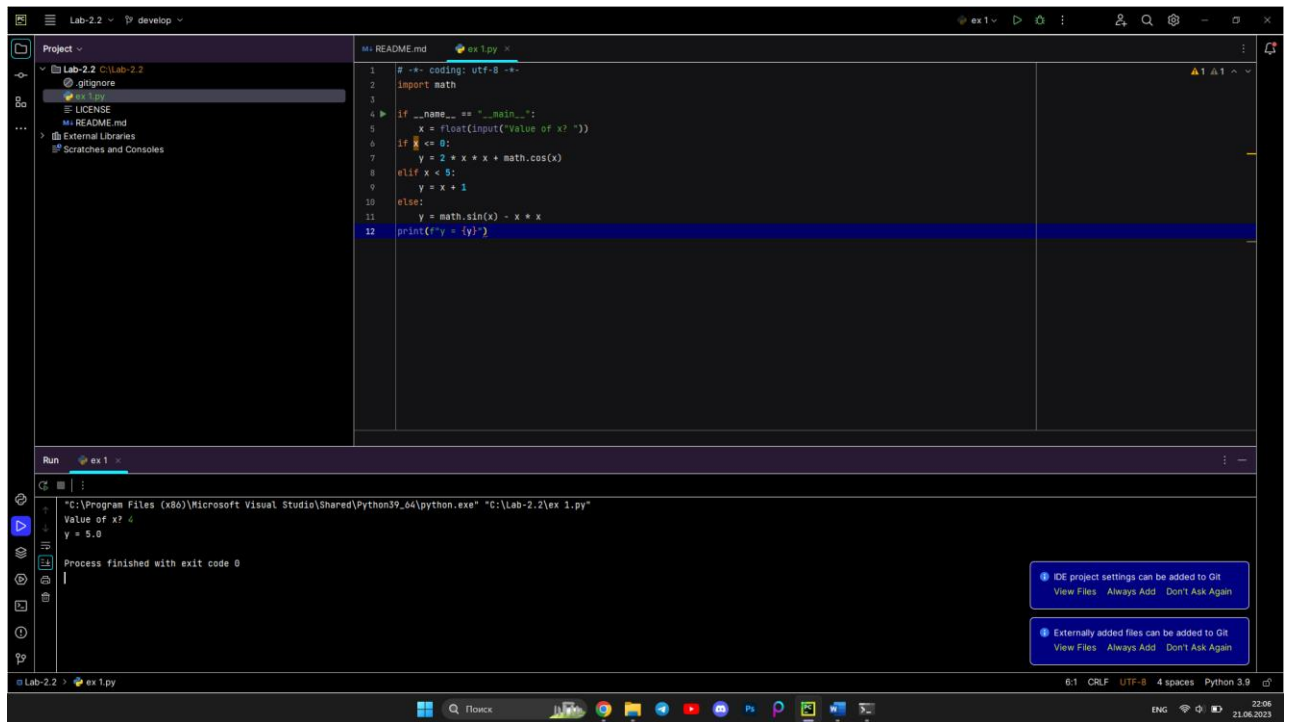 PC Lab-2.2 develop ex 1
Project
README.md ex 1.py
Lab-2.2 C:\Lab-2.2
.gitignore
ex 1.py
LICENSE
M↓ README.md
External Libraries
Scratches and Consoles
1 # -*- coding: utf-8 -*-
2 import math
3
4 if __name__ == "__main__":
5 x = float(input("Value of x? "))
6 if x <= 0:
7 y = 2 * x * x + math.cos(x)
8 elif x < 5:
9 y = x + 1
10 else:
11 y = math.sin(x) - x * x
12 print(f"y = {y}")
1 1
Run ex 1
"C:\Program Files (x86)\Microsoft Visual Studio\Shared\Python39_64\python.exe" "C:\Lab-2.2\ex 1.py"
Value of x? 4
y = 5.0
Process finished with exit code 0
IDE project settings can be added to Git
View Files Always Add Don't Ask Again
Externally added files can be added to Git
View Files Always Add Don't Ask Again
Lab-2.2 > ex 1.py 6:1 CRLF UTF-8 4 spaces Python 3.9
Поиск Ps PC ENG 22:06
21.06.2023